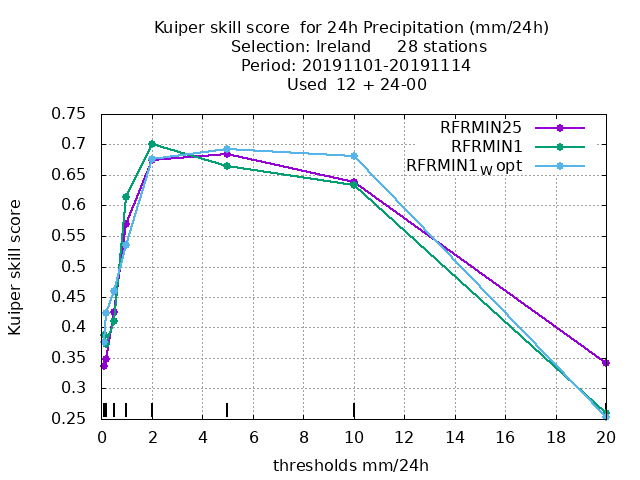 Kuiper skill score  for 24h Precipitation (mm/24h)
Selection: Ireland     28 stations
Period: 20191101-20191114
Used  12 + 24-00
RFRMIN25
RFRMIN1
RFRMIN1W opt
Kuiper skill score
0.75
0.7
0.65
0.6
0.55
0.5
0.45
0.4
0.35
0.3
0.25
0 2 4 6 8 10 12 14 16 18 20
thresholds mm/24h